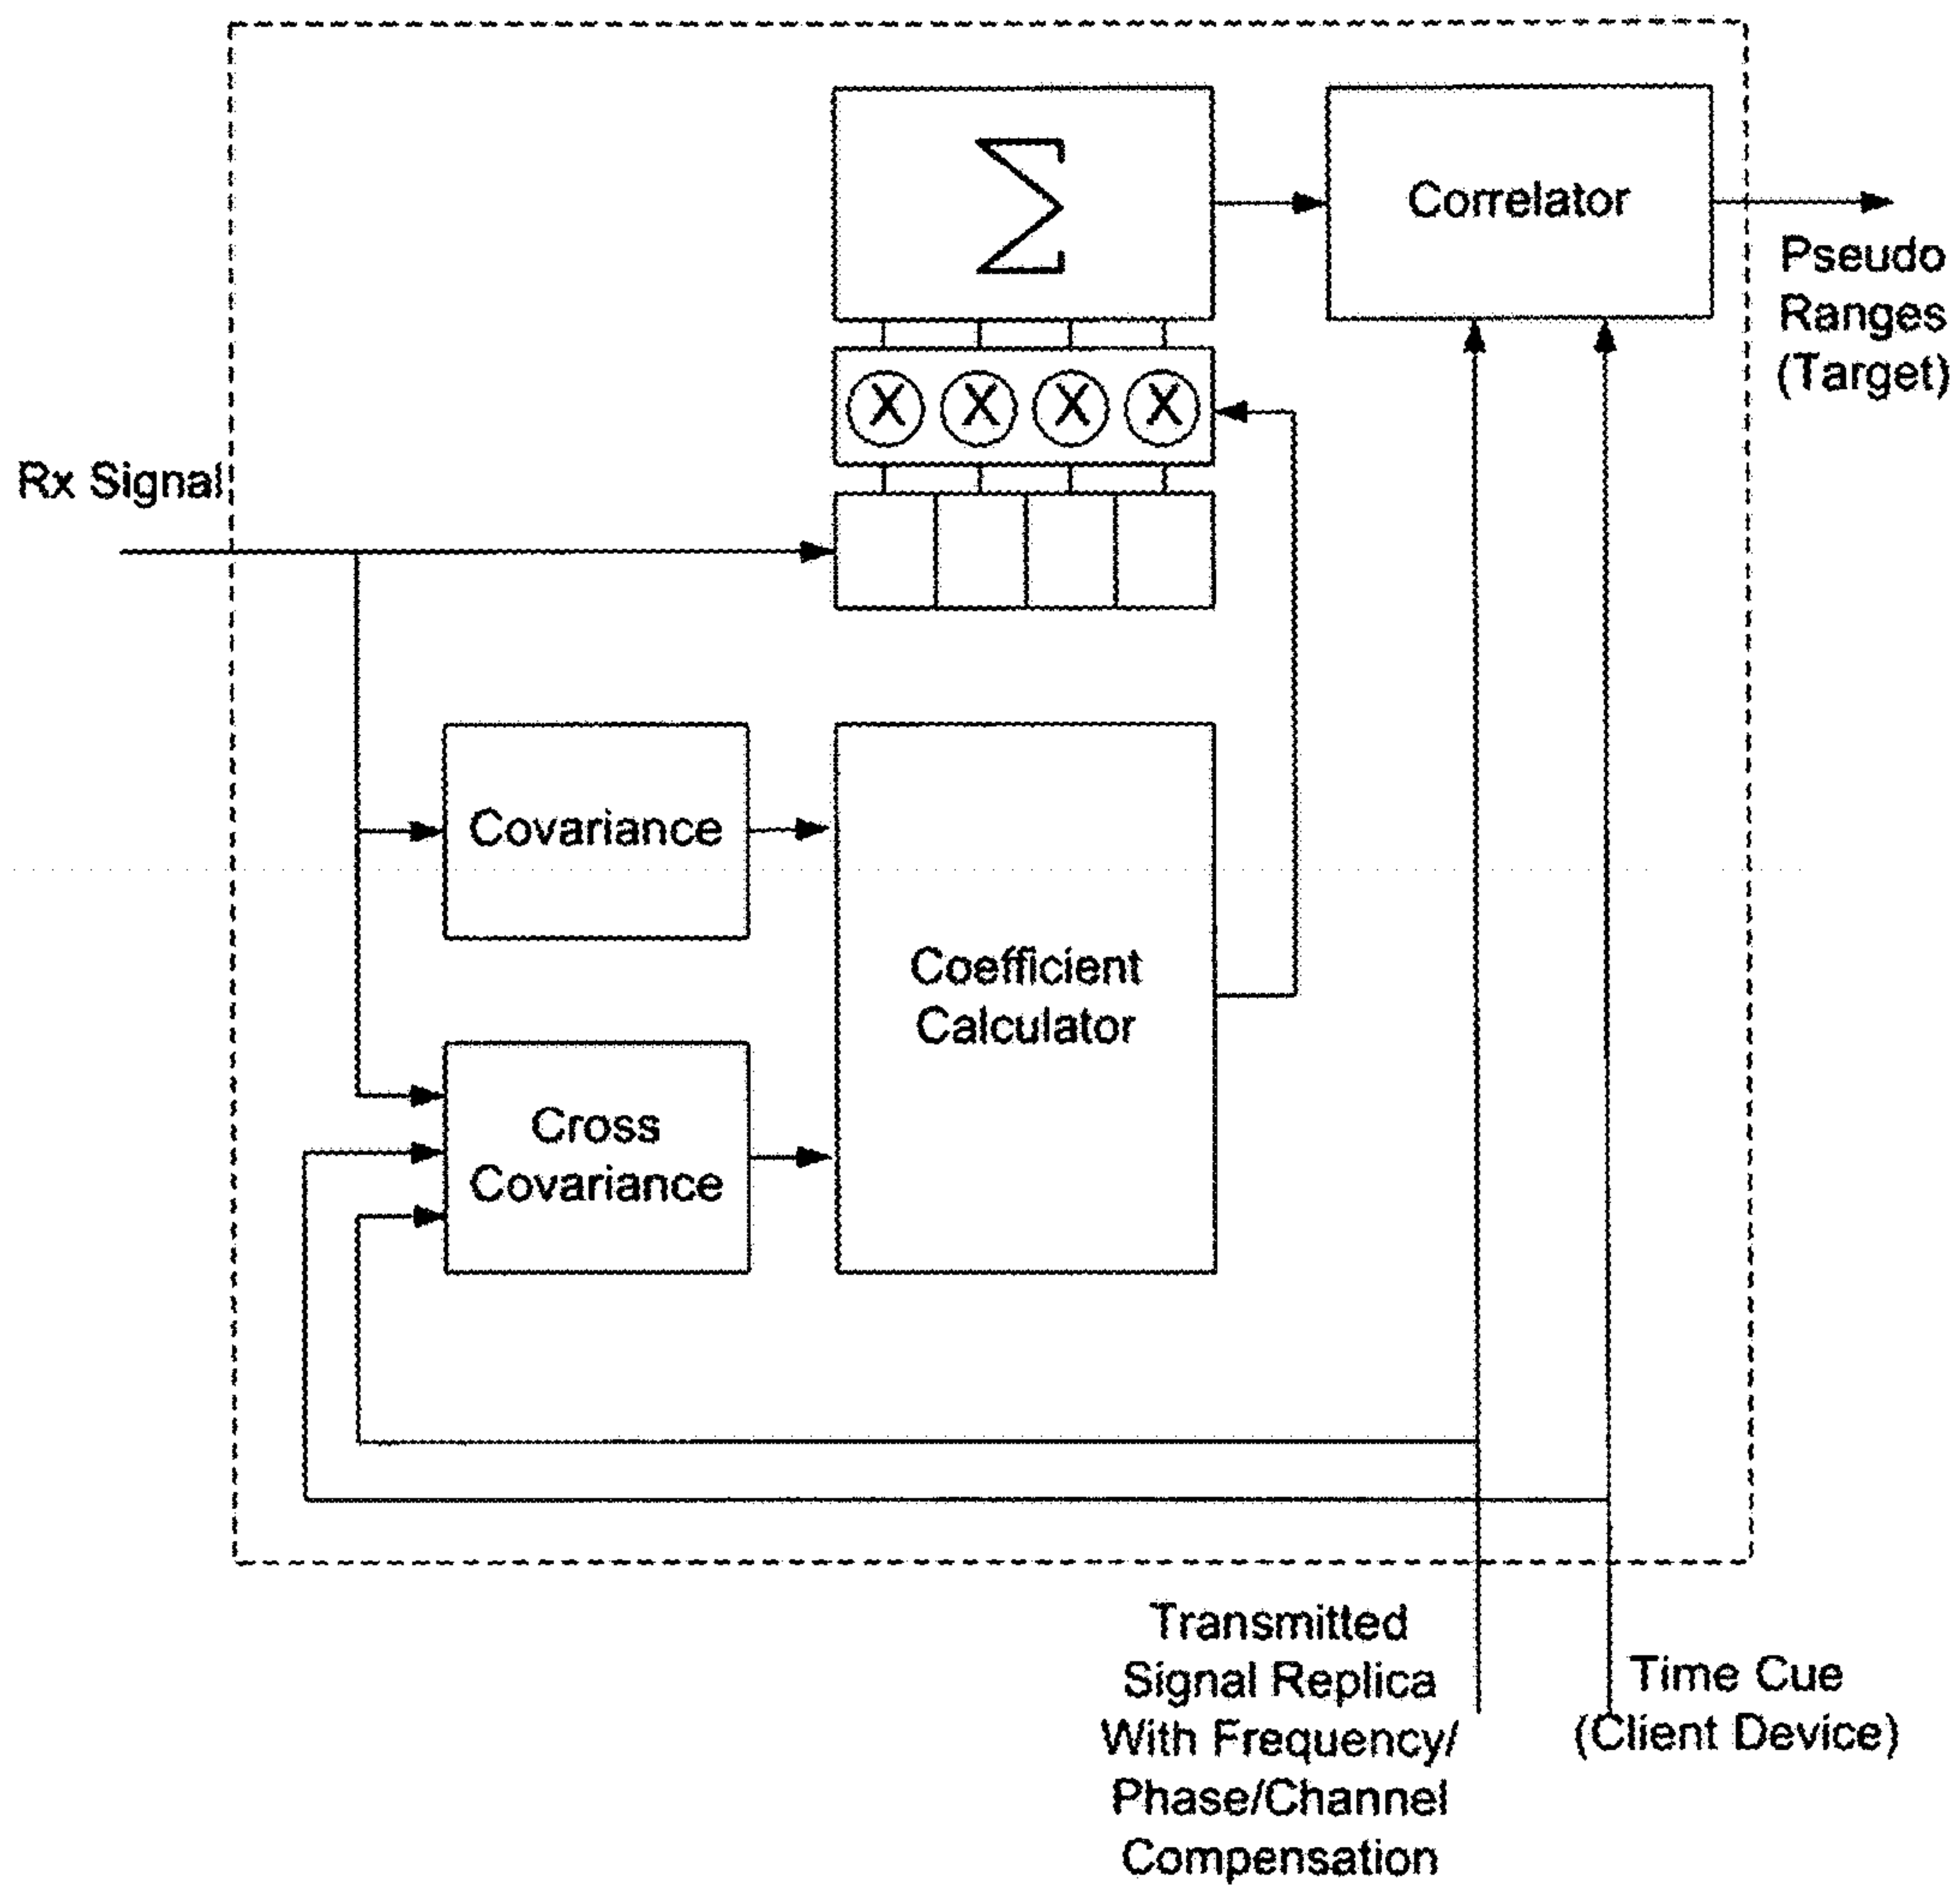 Σ
Correlator
Pseudo
Ranges
(Target)
X X X X
Rx Signal
Covariance
Coefficient
Calculator
Cross
Covariance
Transmitted
Signal Replica
With Frequency/
Phase/Channel
Compensation
Time Cue
(Client Device)